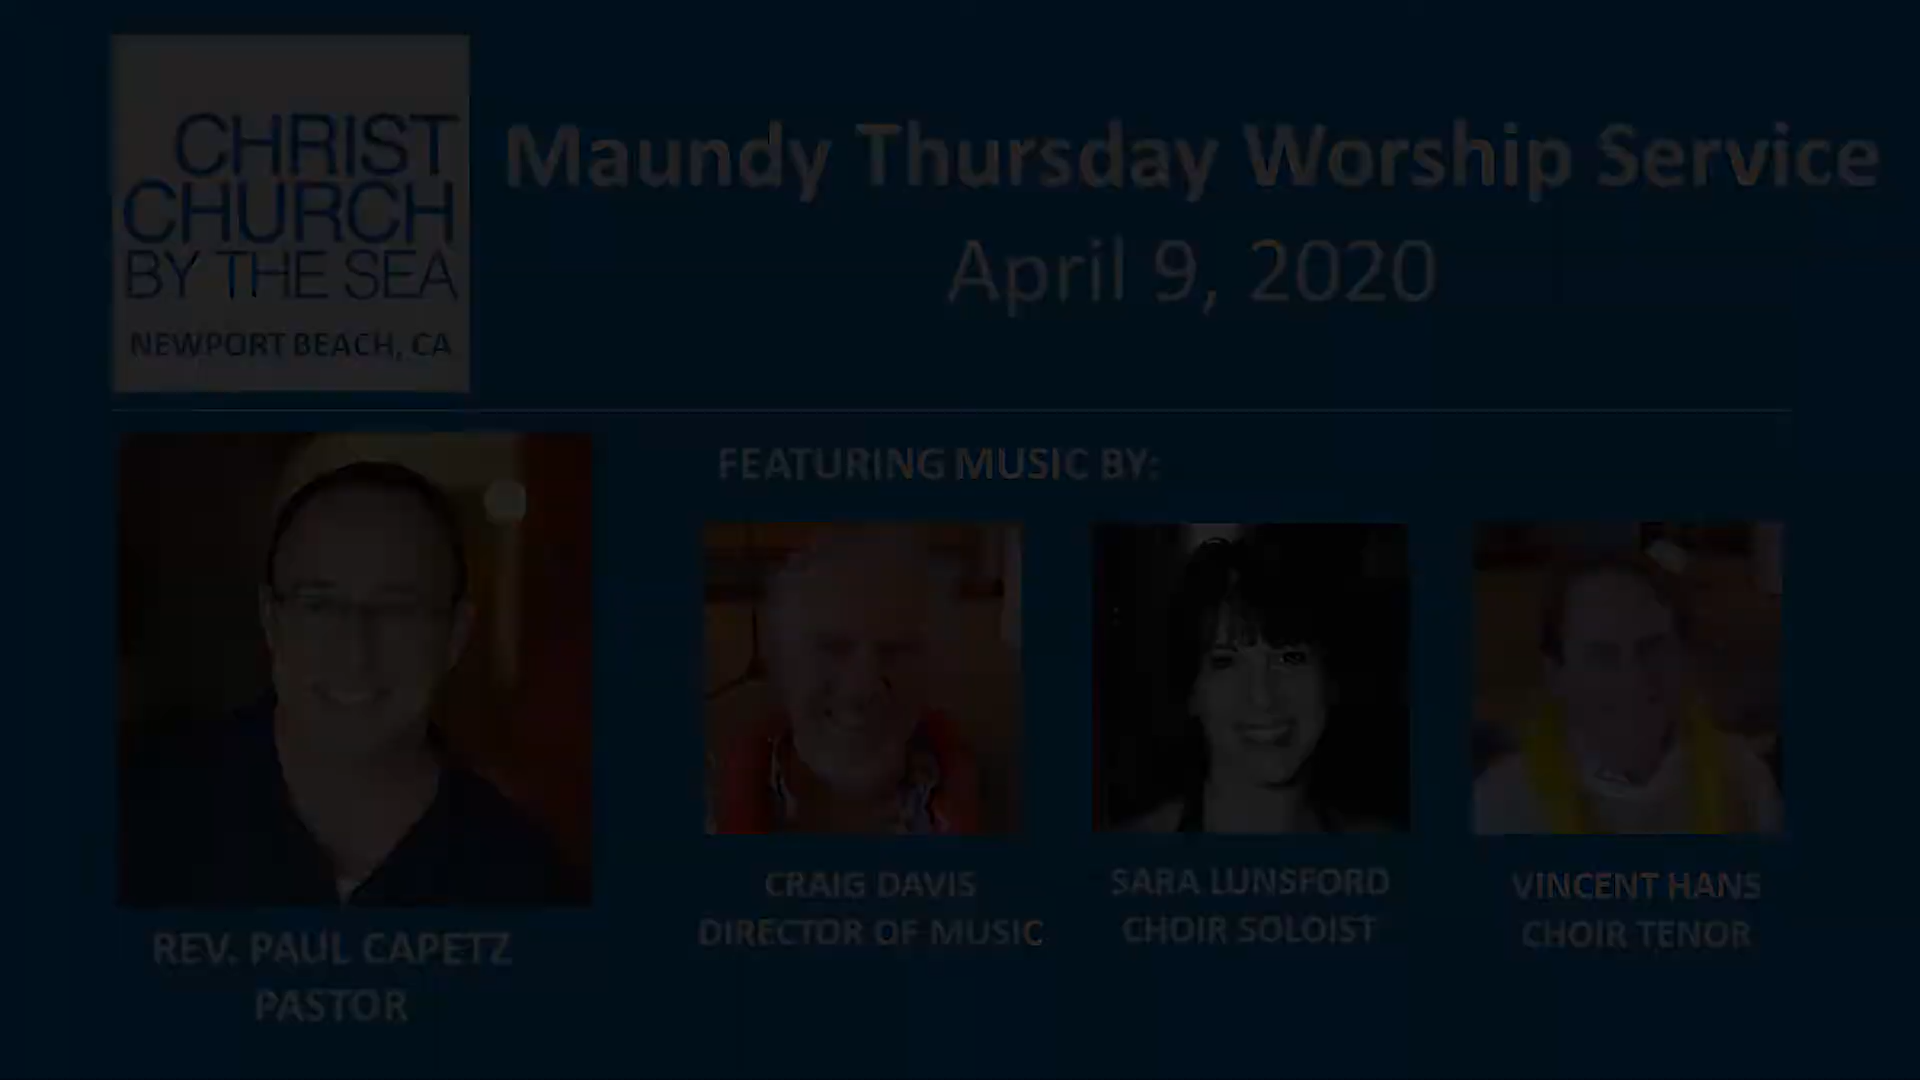 CHRIST
CHURCH
BY THE SEA
NEWPORT BEACH, CA
Maundy Thursday Worship Service
April 9, 2020
FEATURING MUSIC BY:
REV. PAUL CAPETZ
PASTOR
CRAIG DAVIS
DIRECTOR OF MUSIC
SARA LUNSFORD
CHOIR SOLOIST
VINCENT HANS
CHOIR TENOR